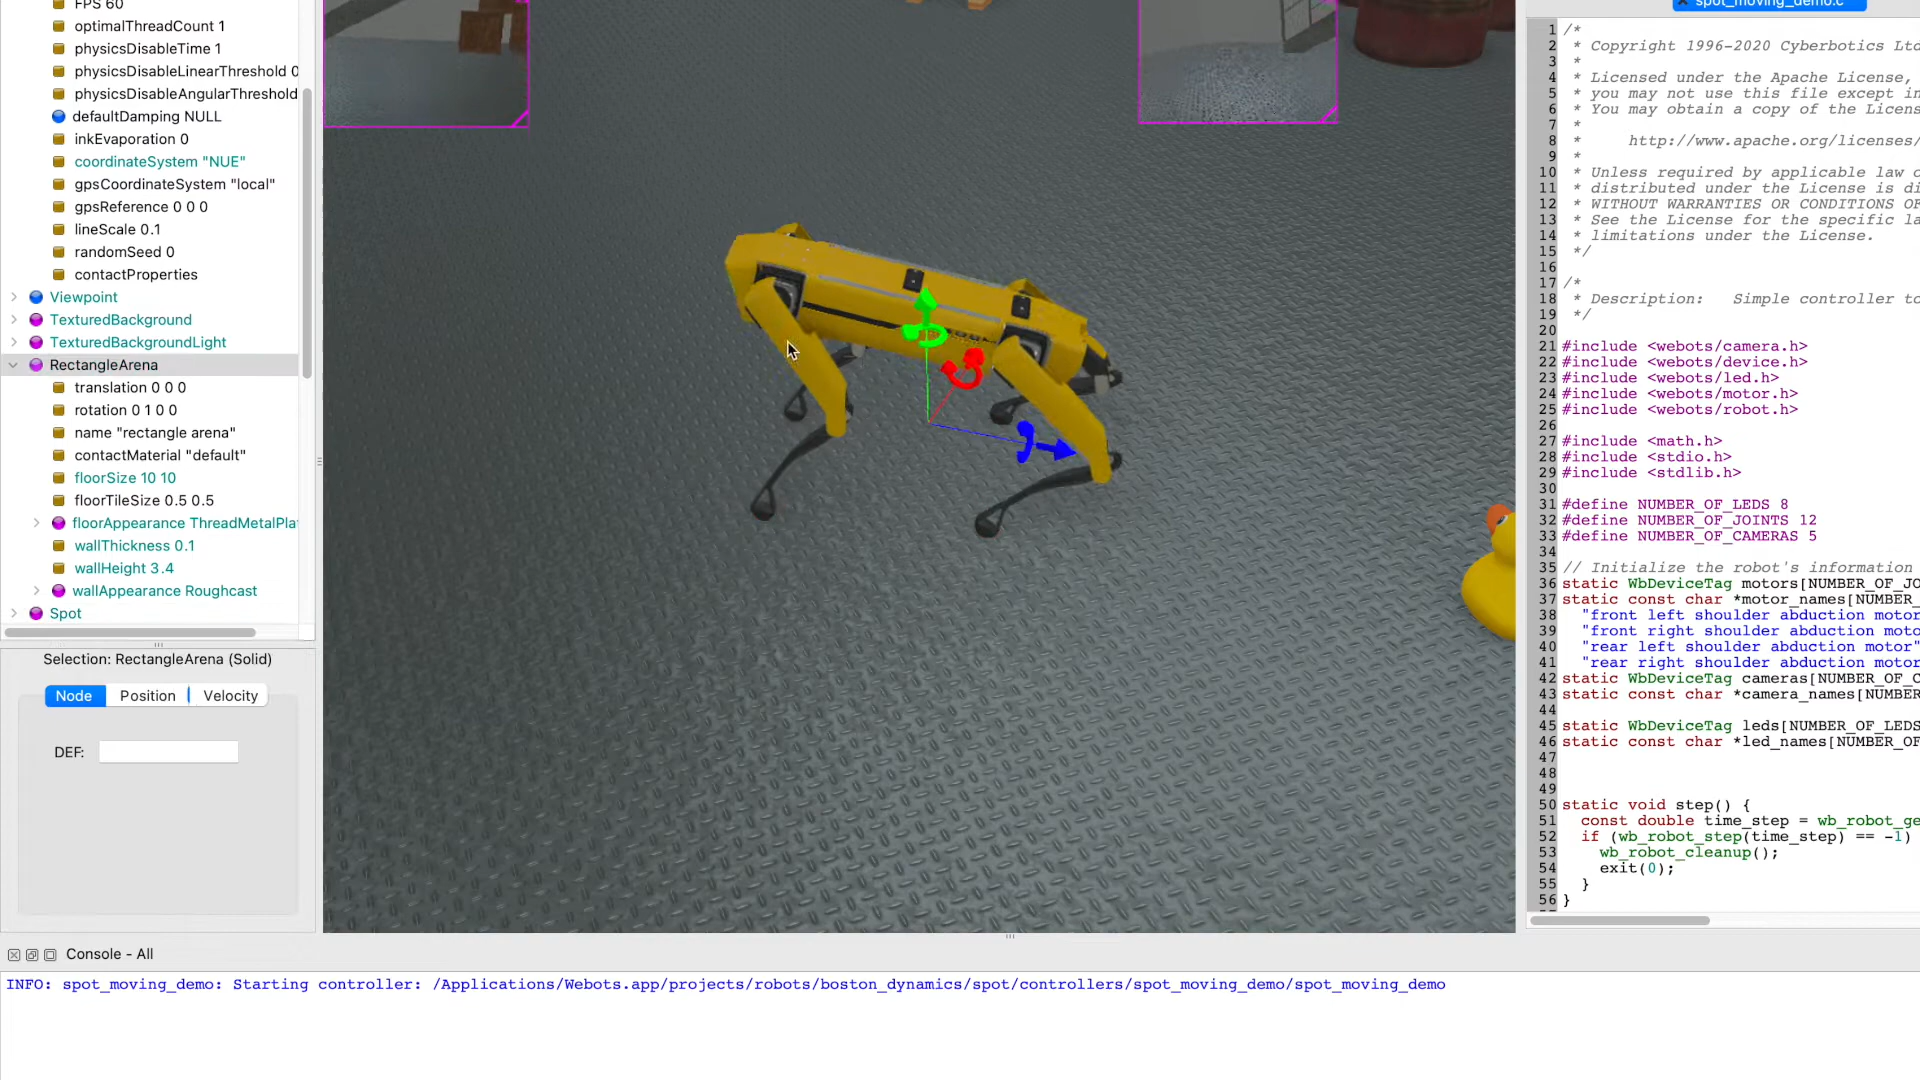 FPS 60
optimalThreadCount 1
physicsDisableTime 1
physicsDisableLinearThreshold 0
physicsDisableAngularThreshold
defaultDamping NULL
inkEvaporation 0
coordinateSystem "NUE"
gpsCoordinateSystem "local"
gpsReference 0 0 0
lineScale 0.1
randomSeed 0
contactProperties
Viewpoint
TexturedBackground
TexturedBackgroundLight
RectangleArena
translation 0 0 0
rotation 0 1 0 0
name "rectangle arena"
contactMaterial "default"
floorSize 10 10
floorTileSize 0.5 0.5
floorAppearance ThreadMetalPla
wallThickness 0.1
wallHeight 3.4
wallAppearance Roughcast
Spot
Selection: RectangleArena (Solid)
Node Position Velocity
DEF:
spot_moving_demo.c
1 /*
2 * Copyright 1996-2020 Cyberbotics Ltd
3 *
4 * Licensed under the Apache License,
5 * you may not use this file except in
6 * You may obtain a copy of the Licens
7 *
8 * http://www.apache.org/licenses/
9 *
10 * Unless required by applicable law o
11 * distributed under the License is di
12 * WITHOUT WARRANTIES OR CONDITIONS OF
13 * See the License for the specific la
14 * limitations under the License.
15 */
16
17 /*
18 * Description: Simple controller to
19 */
20
21 #include <webots/camera.h>
22 #include <webots/device.h>
23 #include <webots/led.h>
24 #include <webots/motor.h>
25 #include <webots/robot.h>
26
27 #include <math.h>
28 #include <stdio.h>
29 #include <stdlib.h>
30
31 #define NUMBER_OF_LEDS 8
32 #define NUMBER_OF_JOINTS 12
33 #define NUMBER_OF_CAMERAS 5
34
35 // Initialize the robot's information
36 static WbDeviceTag motors[NUMBER_OF_JO
37 static const char *motor_names[NUMBER_
38 "front left shoulder abduction motor
39 "front right shoulder abduction moto
40 "rear left shoulder abduction motor"
41 "rear right shoulder abduction motor
42 static WbDeviceTag cameras[NUMBER_OF_C
43 static const char *camera_names[NUMBER
44
45 static WbDeviceTag leds[NUMBER_OF_LEDS
46 static const char *led_names[NUMBER_OF
47
48
49
50 static void step() {
51 const double time_step = wb_robot_ge
52 if (wb_robot_step(time_step) == -1)
53 wb_robot_cleanup();
54 exit(0);
55 }
56 }
Console - All
INFO: spot_moving_demo: Starting controller: /Applications/Webots.app/projects/robots/boston_dynamics/spot/controllers/spot_moving_demo/spot_moving_demo